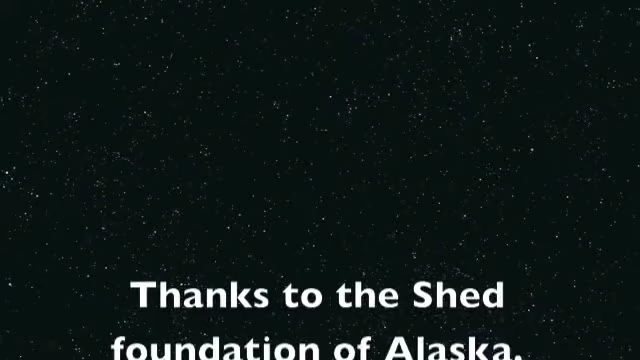 Thanks to the Shed
foundation of Alaska.